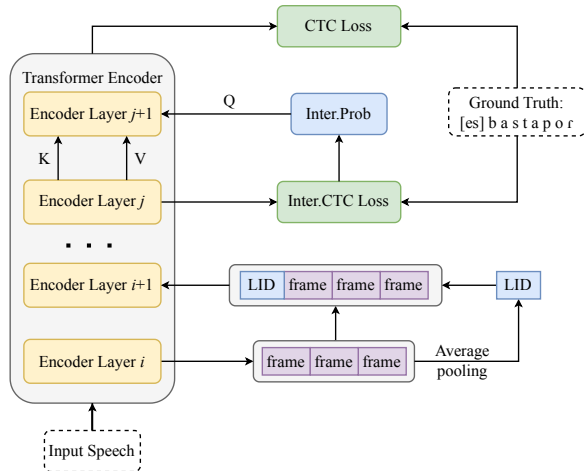 CTC Loss
Transformer Encoder
Encoder Layer j+1
Q
Inter.Prob
Ground Truth:
[es] b a s t a p o ɾ
K
V
Encoder Layer j
Inter.CTC Loss
. . .
Encoder Layer i+1
LID frame frame frame
LID
Encoder Layer i
frame frame frame
Average
pooling
Input Speech